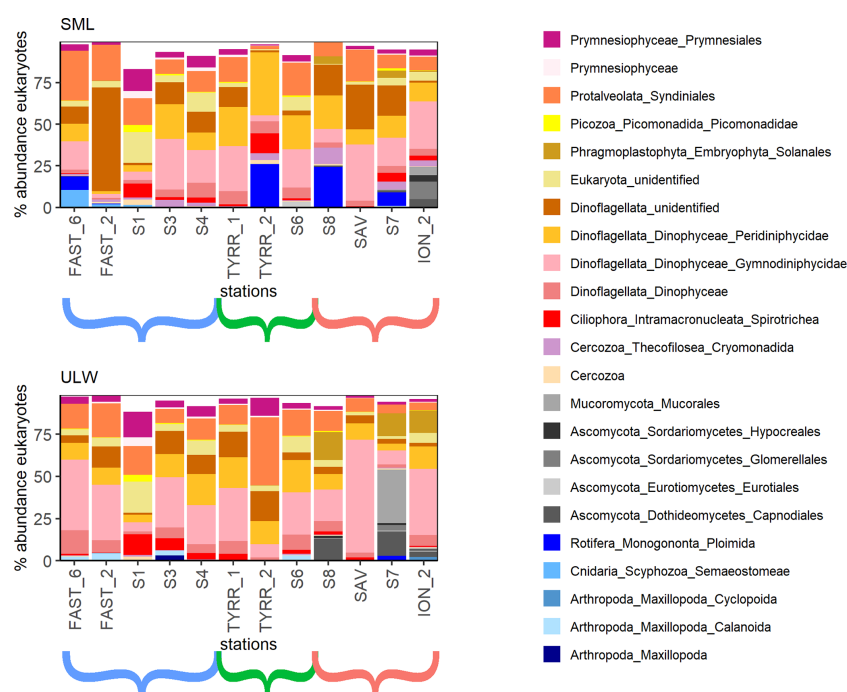 SML
% abundance eukaryotes
75
50
25
0
FAST_6
FAST_2
S1
S3
S4
TYRR_1
TYRR_2
S6
S8
SAV
S7
ION_2
stations
ULW
% abundance eukaryotes
75
50
25
0
FAST_6
FAST_2
S1
S3
S4
TYRR_1
TYRR_2
S6
S8
SAV
S7
ION_2
stations
Prymnesiophyceae_Prymnesiales
Prymnesiophyceae
Protalveolata_Syndiniales
Picozoa_Picomonadida_Picomonadidae
Phragmoplastophyta_Embryophyta_Solanales
Eukaryota_unidentified
Dinoflagellata_unidentified
Dinoflagellata_Dinophyceae_Peridiniphycidae
Dinoflagellata_Dinophyceae_Gymnodiniphycidae
Dinoflagellata_Dinophyceae
Ciliophora_Intramacronucleata_Spirotrichea
Cercozoa_Thecofilosea_Cryomonadida
Cercozoa
Mucoromycota_Mucorales
Ascomycota_Sordariomycetes_Hypocreales
Ascomycota_Sordariomycetes_Glomerellales
Ascomycota_Eurotiomycetes_Eurotiales
Ascomycota_Dothideomycetes_Capnodiales
Rotifera_Monogononta_Ploimida
Cnidaria_Scyphozoa_Semaeostomeae
Arthropoda_Maxillopoda_Cyclopoida
Arthropoda_Maxillopoda_Calanoida
Arthropoda_Maxillopoda